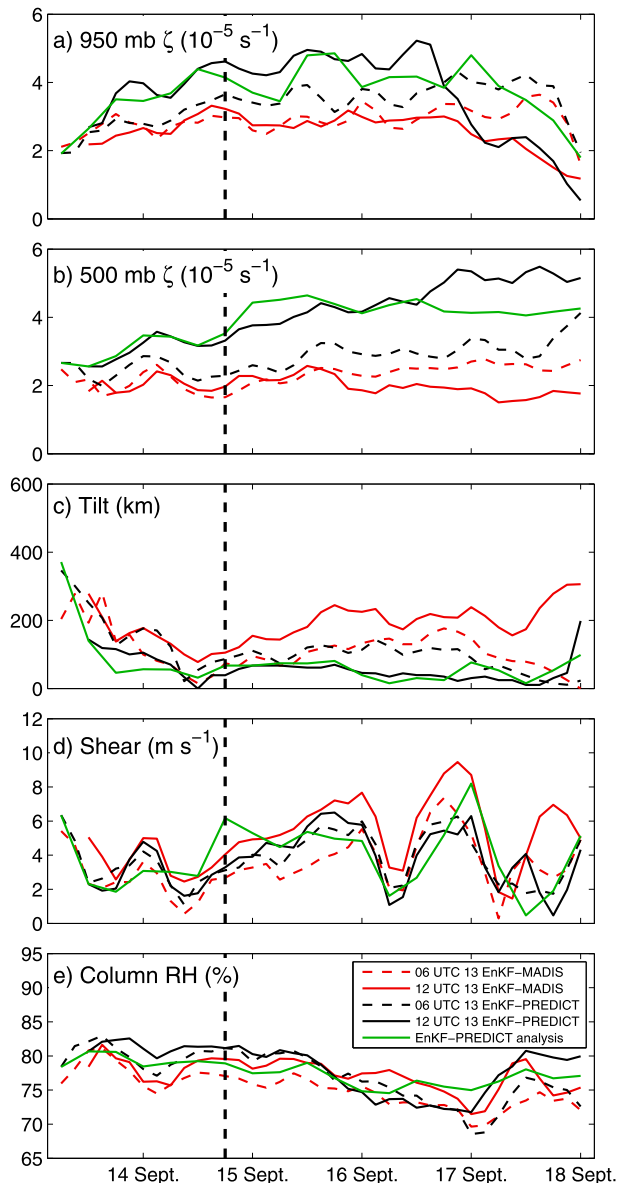 6
a) 950 mb ζ (10⁻⁵ s⁻¹)
4
2
0
6
b) 500 mb ζ (10⁻⁵ s⁻¹)
4
2
0
600
c) Tilt (km)
400
200
0
12
d) Shear (m s⁻¹)
10
8
6
4
2
0
95
e) Column RH (%)
90
85
80
75
70
65
06 UTC 13 EnKF−MADIS
12 UTC 13 EnKF−MADIS
06 UTC 13 EnKF−PREDICT
12 UTC 13 EnKF−PREDICT
EnKF−PREDICT analysis
14 Sept. 15 Sept. 16 Sept. 17 Sept. 18 Sept.